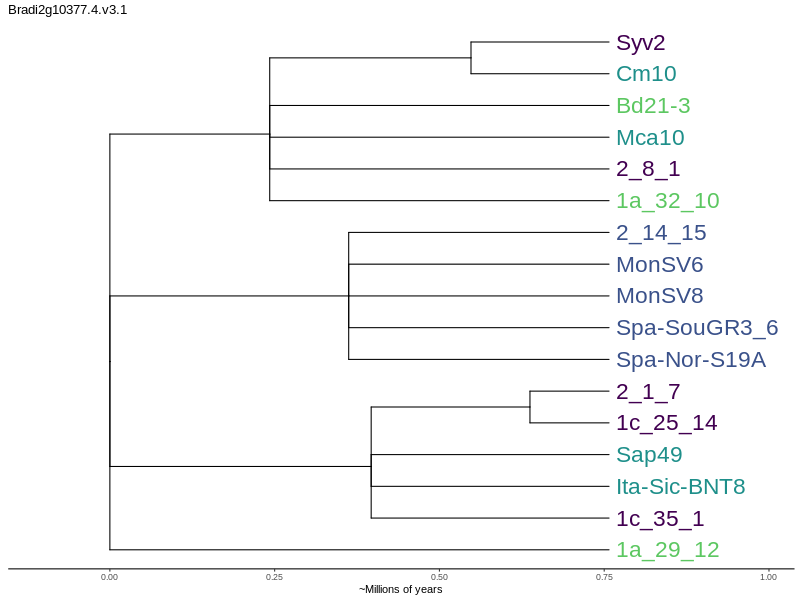 Bradi2g10377.4.v3.1
Syv2
Cm10
Bd21-3
Mca10
2_8_1
1a_32_10
2_14_15
MonSV6
MonSV8
Spa-SouGR3_6
Spa-Nor-S19A
2_1_7
1c_25_14
Sap49
Ita-Sic-BNT8
1c_35_1
1a_29_12
0.00 0.25 0.50 0.75 1.00
~Millions of years